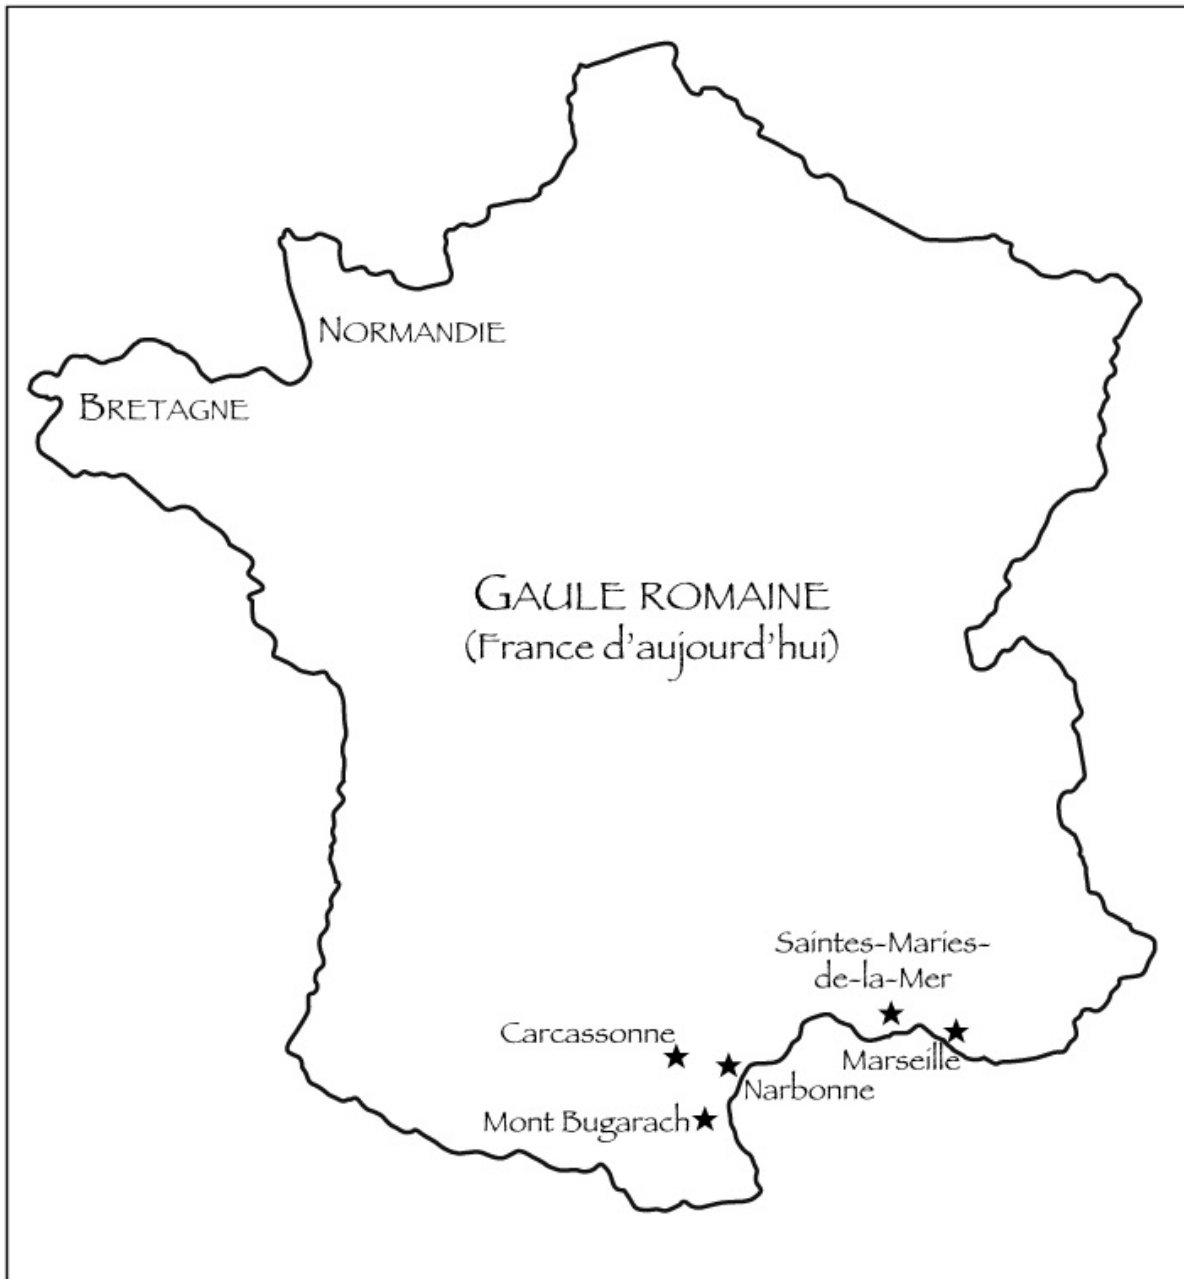 NORMANDIE
BRETAGNE
GAULE ROMAINE
(France d'aujourd'hui)
Saintes-Maries-
de-la-Mer
Carcassonne
Marseille
Narbonne
Mont Bugarach